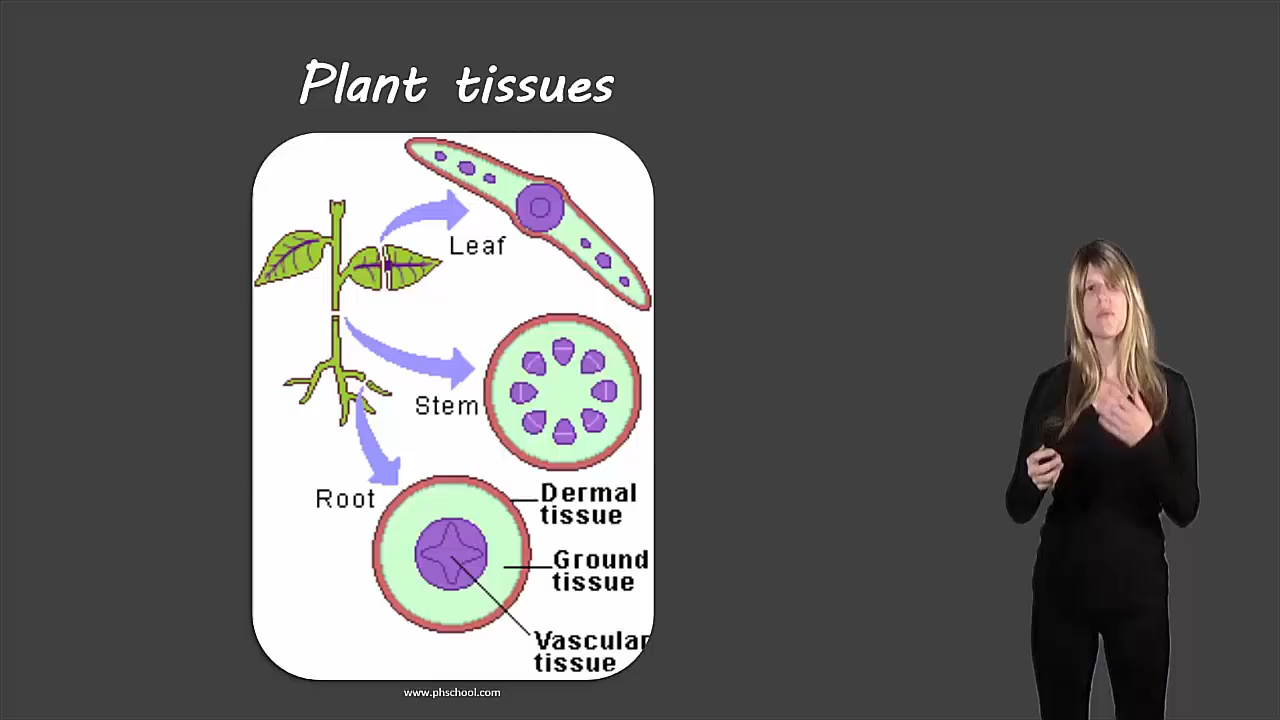 Plant tissues
Leaf
Stem
Root
Dermal
tissue
Ground
tissue
Vascular
tissue
www.phschool.com